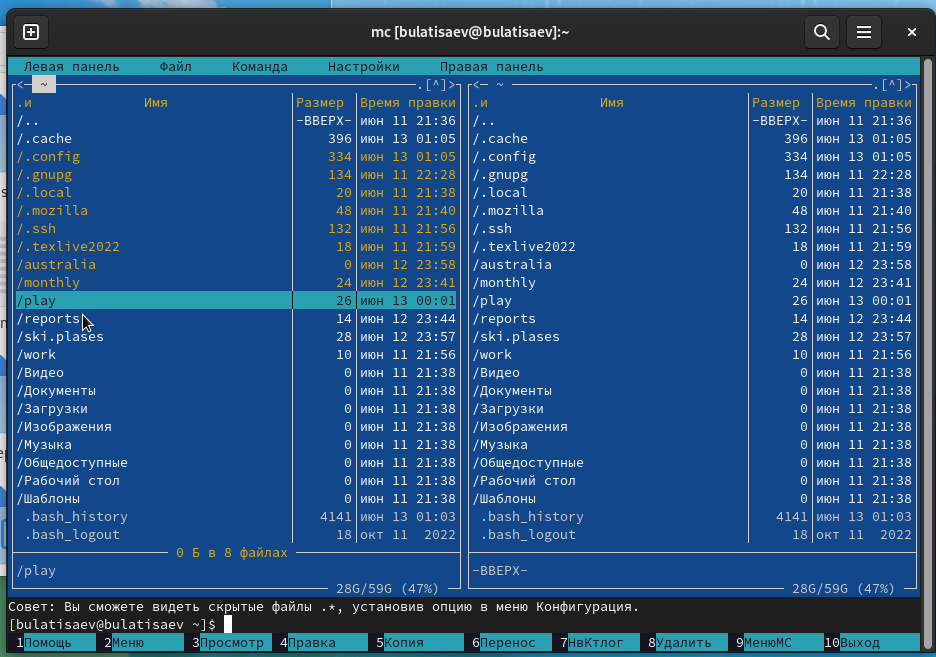 mc [bulatisaev@bulatisaev]:~
Левая панель Файл Команда Настройки Правая панель
<─ ~ .[^]> <─ ~ .[^]>
.и Имя Размер Время правки .и Имя Размер Время правки
/.. -ВВЕРХ- июн 11 21:36 /.. -ВВЕРХ- июн 11 21:36
/.cache 396 июн 13 01:05 /.cache 396 июн 13 01:05
/.config 334 июн 13 01:05 /.config 334 июн 13 01:05
/.gnupg 134 июн 11 22:28 /.gnupg 134 июн 11 22:28
/.local 20 июн 11 21:38 /.local 20 июн 11 21:38
/.mozilla 48 июн 11 21:40 /.mozilla 48 июн 11 21:40
/.ssh 132 июн 11 21:56 /.ssh 132 июн 11 21:56
/.texlive2022 18 июн 11 21:59 /.texlive2022 18 июн 11 21:59
/australia 0 июн 12 23:58 /australia 0 июн 12 23:58
/monthly 24 июн 12 23:41 /monthly 24 июн 12 23:41
/play 26 июн 13 00:01 /play 26 июн 13 00:01
/reports 14 июн 12 23:44 /reports 14 июн 12 23:44
/ski.plases 28 июн 12 23:57 /ski.plases 28 июн 12 23:57
/work 10 июн 11 21:56 /work 10 июн 11 21:56
/Видео 0 июн 11 21:38 /Видео 0 июн 11 21:38
/Документы 0 июн 11 21:38 /Документы 0 июн 11 21:38
/Загрузки 0 июн 11 21:38 /Загрузки 0 июн 11 21:38
/Изображения 0 июн 11 21:38 /Изображения 0 июн 11 21:38
/Музыка 0 июн 11 21:38 /Музыка 0 июн 11 21:38
/Общедоступные 0 июн 11 21:38 /Общедоступные 0 июн 11 21:38
/Рабочий стол 0 июн 11 21:38 /Рабочий стол 0 июн 11 21:38
/Шаблоны 0 июн 11 21:38 /Шаблоны 0 июн 11 21:38
.bash_history 4141 июн 13 01:03 .bash_history 4141 июн 13 01:03
.bash_logout 18 окт 11 2022 .bash_logout 18 окт 11 2022
0 Б в 8 файлах
/play -ВВЕРХ-
28G/59G (47%) 28G/59G (47%)
Совет: Вы сможете видеть скрытые файлы .*, установив опцию в меню Конфигурация.
[bulatisaev@bulatisaev ~]$
1Помощь 2Меню 3Просмотр 4Правка 5Копия 6Перенос 7НвКтлог 8Удалить 9МенюМС 10Выход